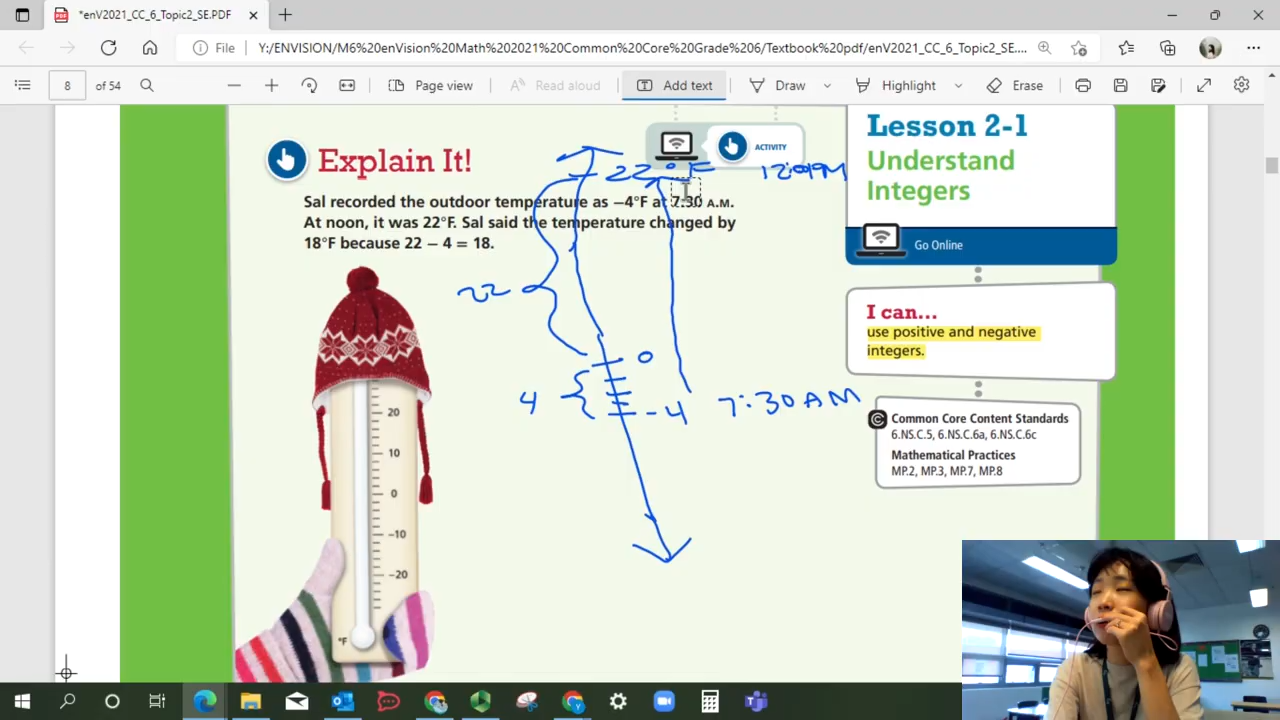 *enV2021_CC_6_Topic2_SE.PDF
File Y:/ENVISION/M6%20enVision%20Math%202021%20Common%20Core%20Grade%206/Textbook%20pdf/enV2021_CC_6_Topic2_SE....
8 of 54 Page view Read aloud Add text Draw Highlight Erase
Explain It!
ACTIVITY
22°F 12:00PM
Sal recorded the outdoor temperature as −4°F at 7:30 A.M.
At noon, it was 22°F. Sal said the temperature changed by
18°F because 22 − 4 = 18.
22
0
4
-4 7:30 AM
20
10
0
−10
−20
°F
Lesson 2-1
Understand
Integers
Go Online
I can...
use positive and negative
integers.
Common Core Content Standards
6.NS.C.5, 6.NS.C.6a, 6.NS.C.6c
Mathematical Practices
MP.2, MP.3, MP.7, MP.8